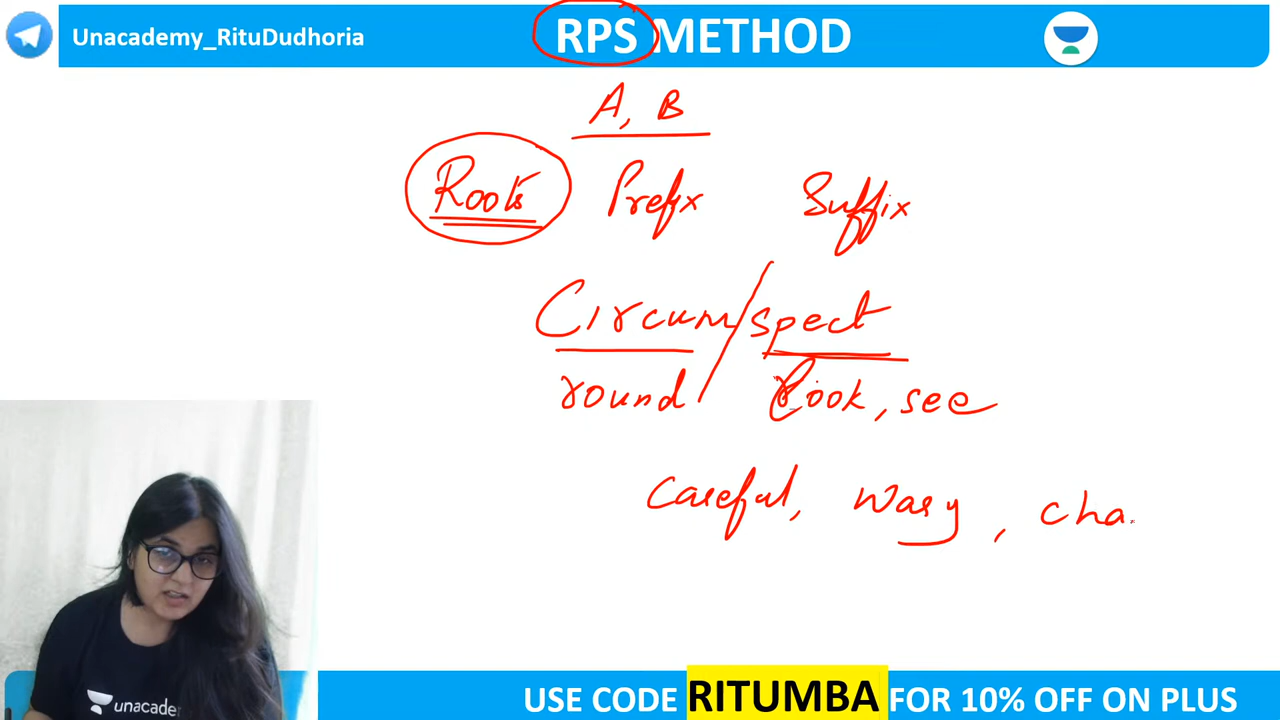 Unacademy_RituDudhoria
RPS METHOD
A, B
Roots Prefix Suffix
Circum/spect
round look, see
Careful, wary, cha
unacademy
USE CODE RITUMBA FOR 10% OFF ON PLUS